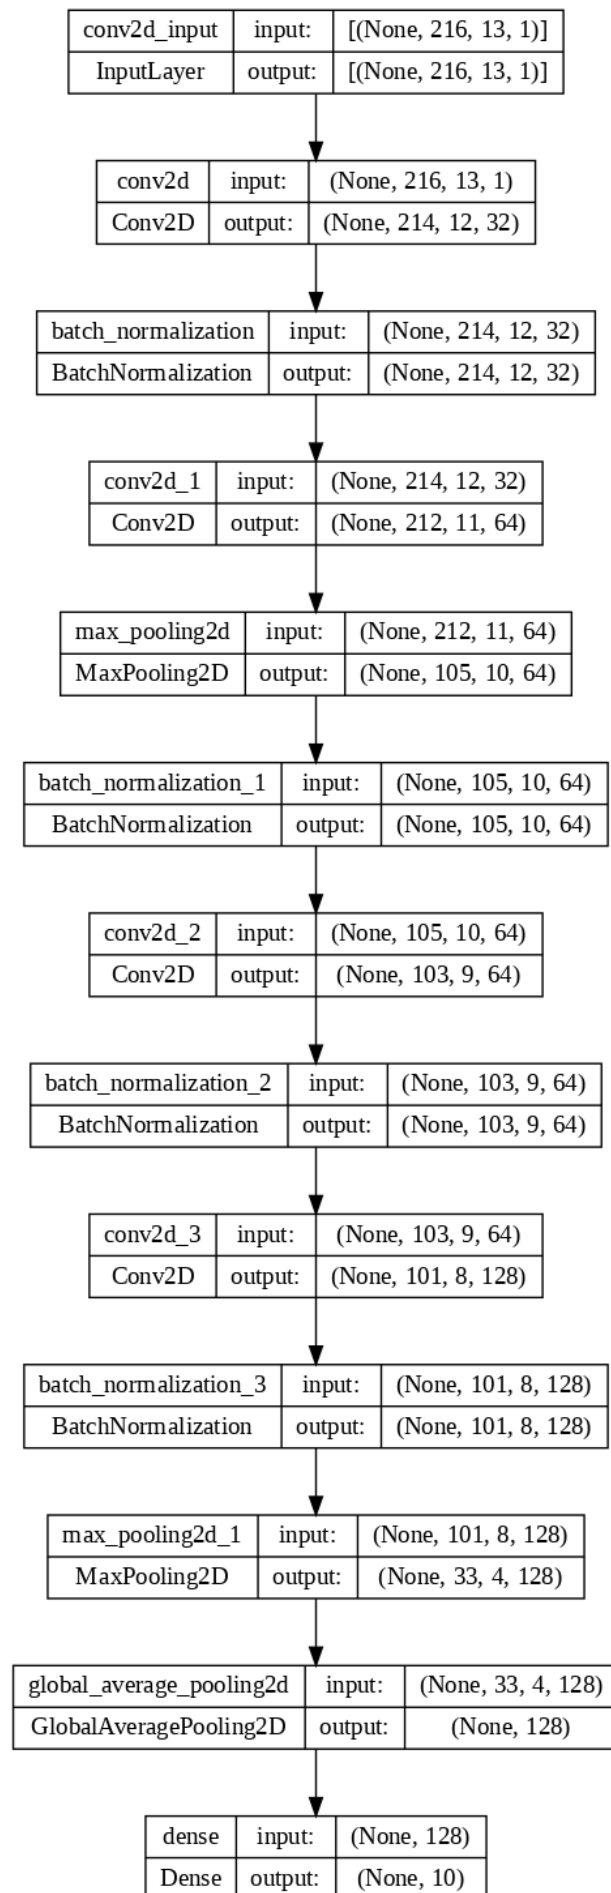 conv2d_input input: [(None, 216, 13, 1)]
InputLayer output: [(None, 216, 13, 1)]
conv2d input: (None, 216, 13, 1)
Conv2D output: (None, 214, 12, 32)
batch_normalization input: (None, 214, 12, 32)
BatchNormalization output: (None, 214, 12, 32)
conv2d_1 input: (None, 214, 12, 32)
Conv2D output: (None, 212, 11, 64)
max_pooling2d input: (None, 212, 11, 64)
MaxPooling2D output: (None, 105, 10, 64)
batch_normalization_1 input: (None, 105, 10, 64)
BatchNormalization output: (None, 105, 10, 64)
conv2d_2 input: (None, 105, 10, 64)
Conv2D output: (None, 103, 9, 64)
batch_normalization_2 input: (None, 103, 9, 64)
BatchNormalization output: (None, 103, 9, 64)
conv2d_3 input: (None, 103, 9, 64)
Conv2D output: (None, 101, 8, 128)
batch_normalization_3 input: (None, 101, 8, 128)
BatchNormalization output: (None, 101, 8, 128)
max_pooling2d_1 input: (None, 101, 8, 128)
MaxPooling2D output: (None, 33, 4, 128)
global_average_pooling2d input: (None, 33, 4, 128)
GlobalAveragePooling2D output: (None, 128)
dense input: (None, 128)
Dense output: (None, 10)